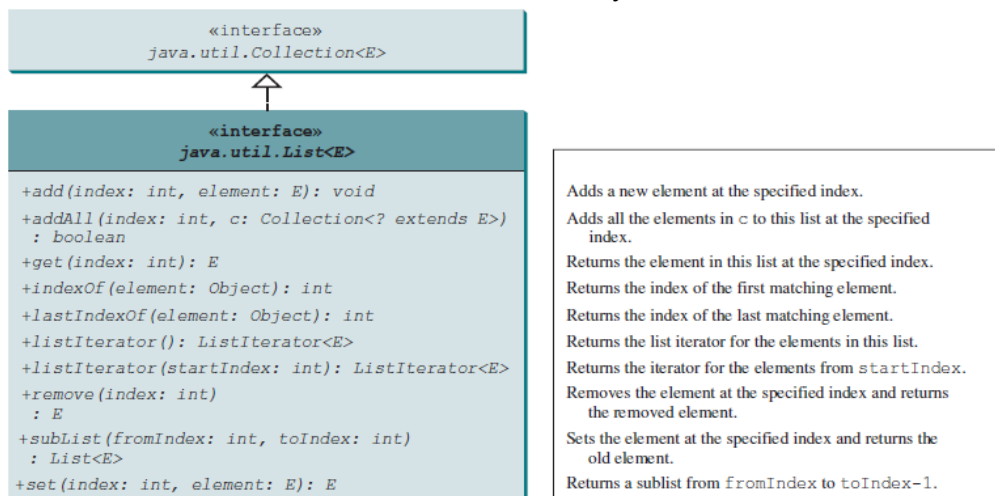 «interface»
java.util.Collection<E>
«interface»
java.util.List<E>
+add(index: int, element: E): void
+addAll(index: int, c: Collection<? extends E>)
: boolean
+get(index: int): E
+indexOf(element: Object): int
+lastIndexOf(element: Object): int
+listIterator(): ListIterator<E>
+listIterator(startIndex: int): ListIterator<E>
+remove(index: int)
: E
+subList(fromIndex: int, toIndex: int)
: List<E>
+set(index: int, element: E): E
Adds a new element at the specified index.
Adds all the elements in c to this list at the specified
index.
Returns the element in this list at the specified index.
Returns the index of the first matching element.
Returns the index of the last matching element.
Returns the list iterator for the elements in this list.
Returns the iterator for the elements from startIndex.
Removes the element at the specified index and returns
the removed element.
Sets the element at the specified index and returns the
old element.
Returns a sublist from fromIndex to toIndex-1.